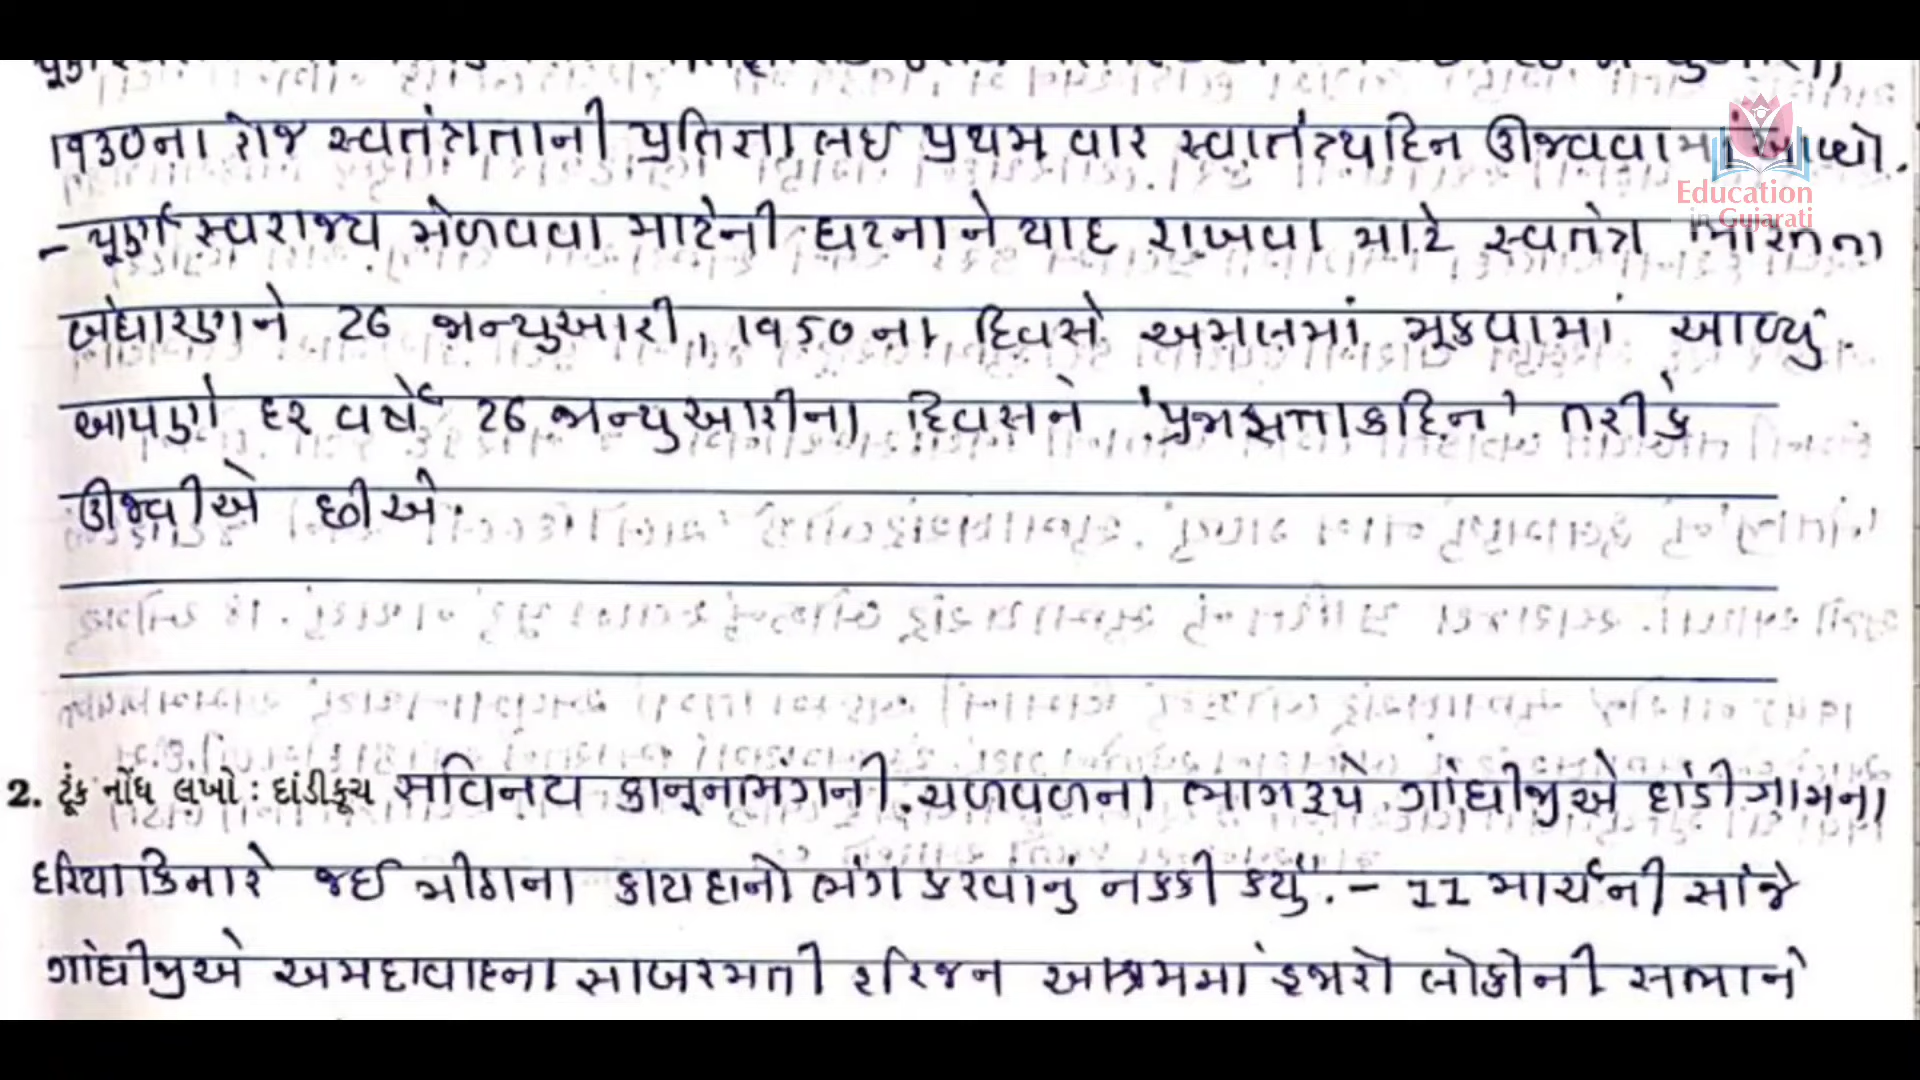 ૧૯૩૦ના રોજ સ્વતંત્રતાની પ્રતિજ્ઞા લઈ પ્રથમ વાર સ્વાતંત્ર્યદિન ઊજવવામાં આવ્યો.
Education
in Gujarati
– પૂર્ણ સ્વરાજ્ય મેળવવા માટેની ઘટનાને યાદ રાખવા માટે સ્વતંત્ર ભારતના
બંધારણને 26 જાન્યુઆરી, ૧૯૫૦ના દિવસે અમલમાં મૂકવામાં આવ્યું.
આપણે દર વર્ષે 26 જાન્યુઆરીના દિવસને 'પ્રજાસત્તાકદિન' તરીકે
ઊજવીએ છીએ.
2. ટૂંક નોંધ લખો : દાંડીકૂચ સવિનય કાનૂનભંગની ચળવળના ભાગરૂપે ગાંધીજીએ દાંડી ગામના
દરિયાકિનારે જઈ મીઠાના કાયદાનો ભંગ કરવાનું નક્કી કર્યું. – 11 માર્ચની સાંજે
ગાંધીજીએ અમદાવાદના સાબરમતી હરિજન આશ્રમમાં હજારો લોકોની સભાને